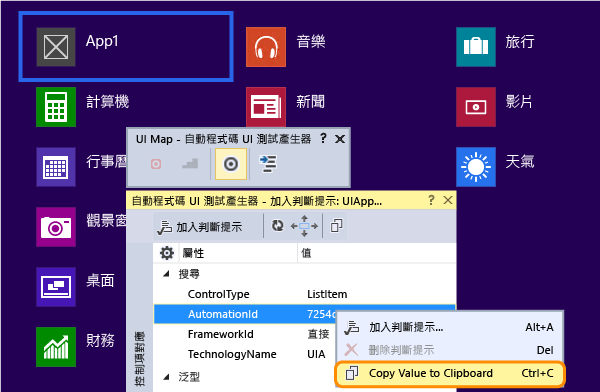 App1
音樂
旅行
計算機
新聞
影片
行事曆
天氣
觀景窗
桌面
財務
UI Map - 自動程式碼 UI 測試產生器 ? ×
自動程式碼 UI 測試產生器 - 加入判斷提示: UIApp... ? ×
加入判斷提示
控制項對應
屬性 值
搜尋
ControlType ListItem
AutomationId 7254c
FrameworkId 直接
TechnologyName UIA
泛型
加入判斷提示... Alt+A
刪除判斷提示 Del
Copy Value to Clipboard Ctrl+C